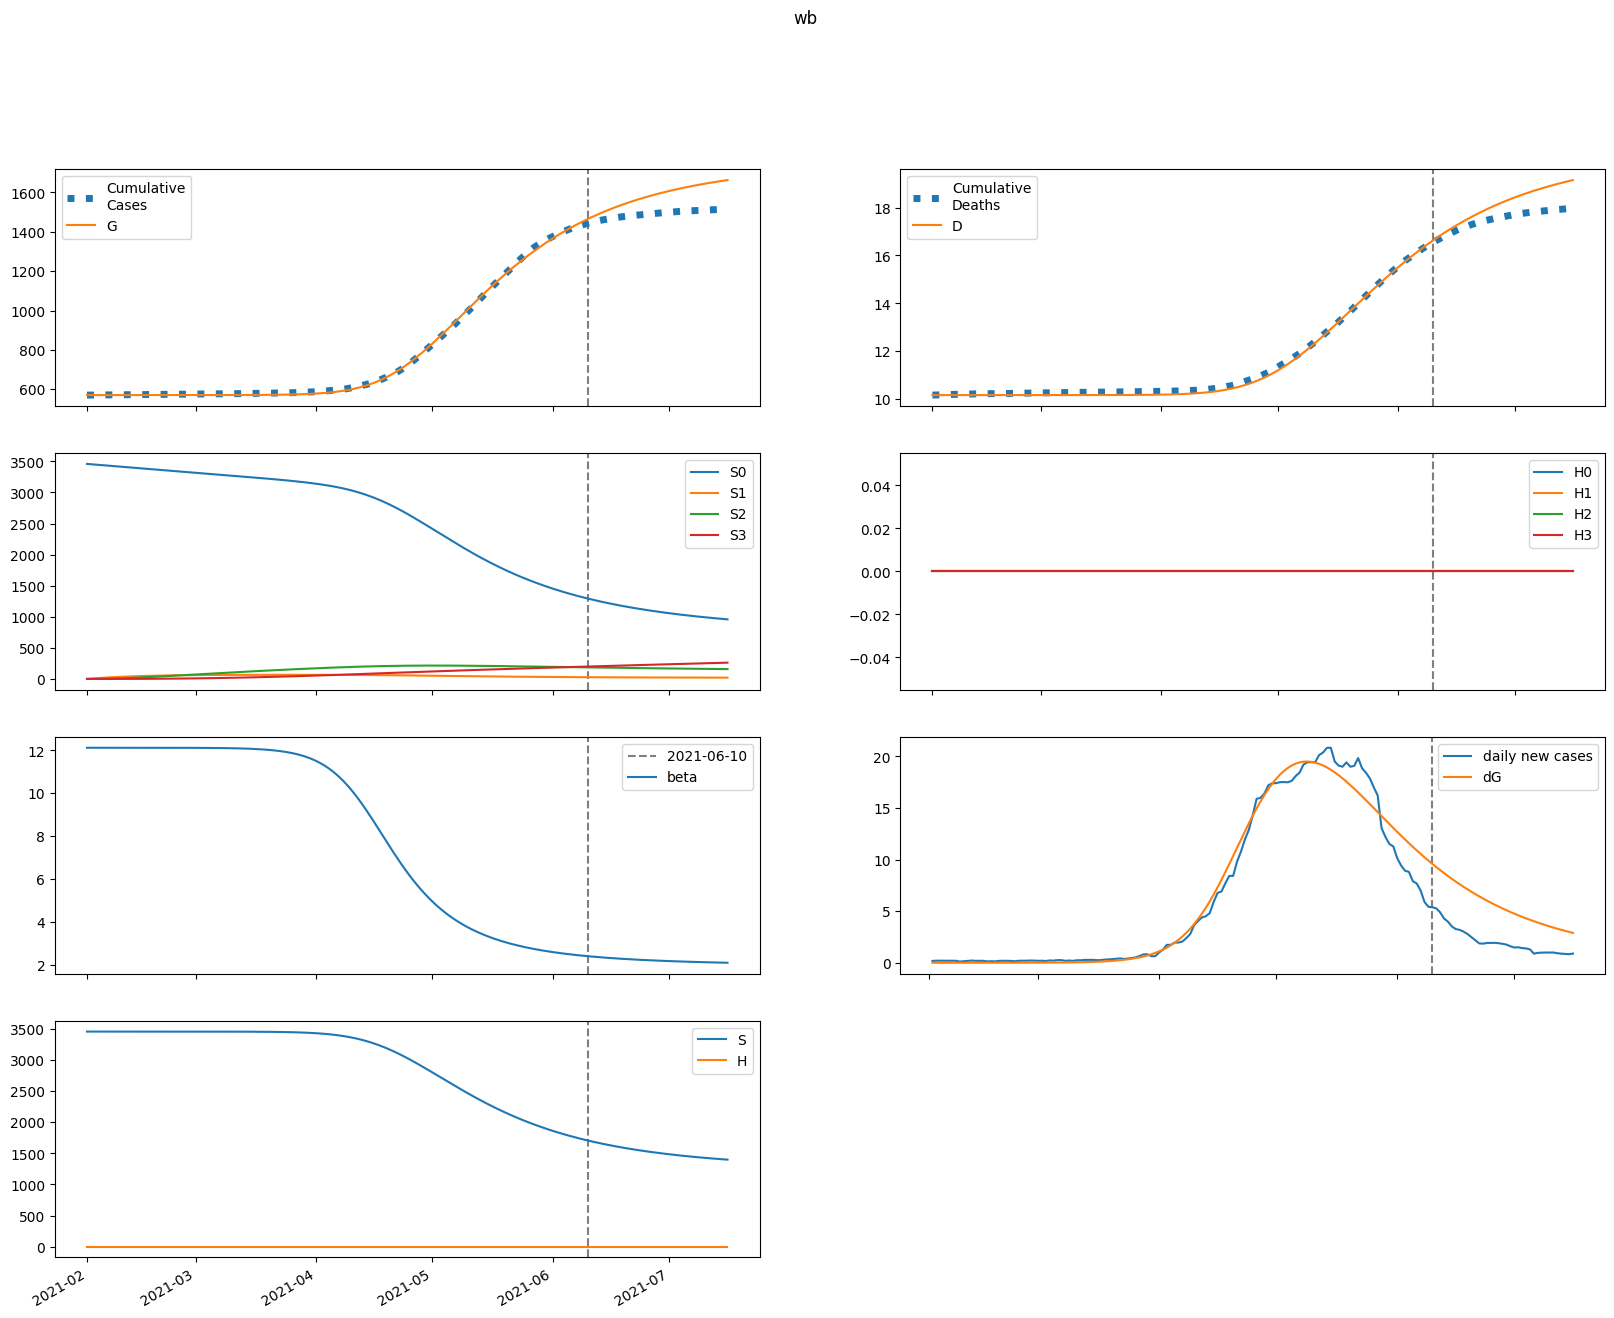 wb
Cumulative
Cases
G
1600
1400
1200
1000
800
600
Cumulative
Deaths
D
18
16
14
12
10
S0
S1
S2
S3
3500
3000
2500
2000
1500
1000
500
0
H0
H1
H2
H3
0.04
0.02
0.00
−0.02
−0.04
2021-06-10
beta
12
10
8
6
4
2
daily new cases
dG
20
15
10
5
0
S
H
3500
3000
2500
2000
1500
1000
500
0
2021-02
2021-03
2021-04
2021-05
2021-06
2021-07